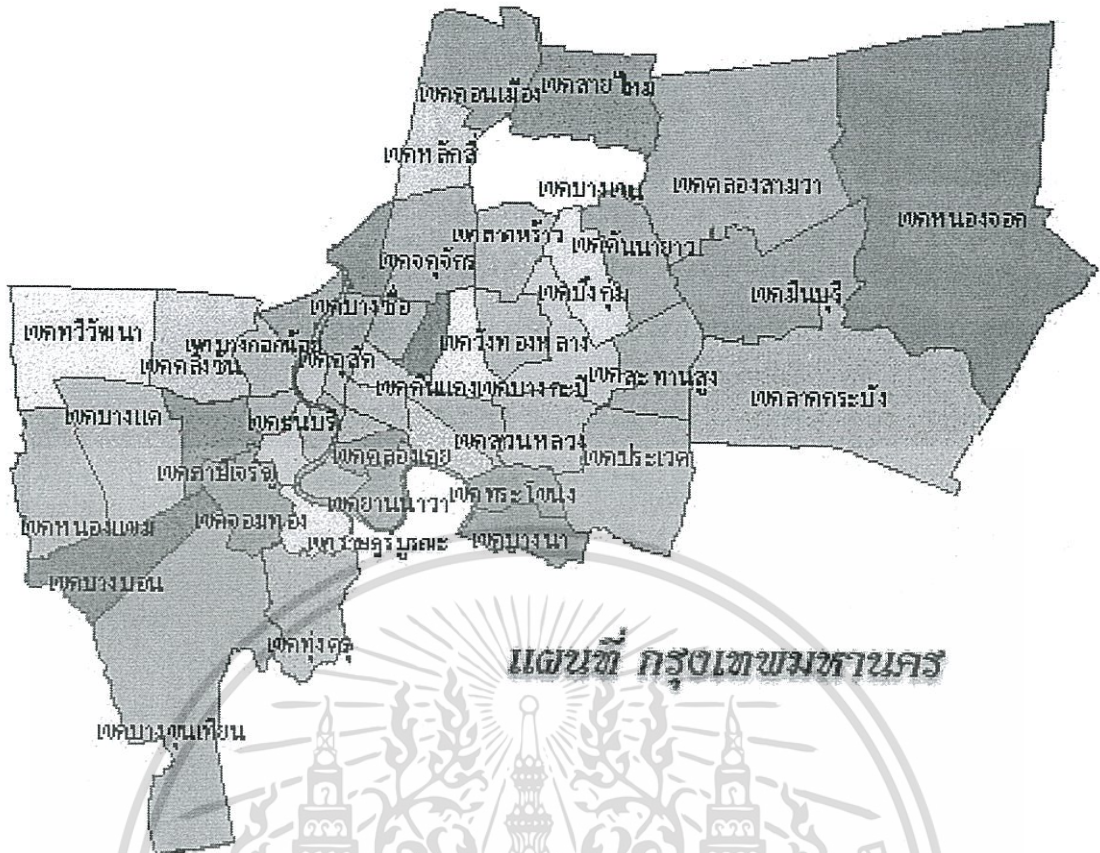 เขตดอนเมือง
เขตสายไหม
เขตหลักสี่
เขตบางเขน
เขตคลองสามวา
เขตหนองจอก
เขตลาดพร้าว
เขตคันนายาว
เขตจตุจักร
เขตบึงกุ่ม
เขตมีนบุรี
เขตบางซื่อ
เขตทวีวัฒนา
เขตบางกอกน้อย
เขตวังทองหลาง
เขตตลิ่งชัน
เขตดุสิต
เขตดินแดง
เขตบางกะปิ
เขตสะพานสูง
เขตลาดกระบัง
เขตบางแค
เขตธนบุรี
เขตสวนหลวง
เขตคลองเตย
เขตประเวศ
เขตภาษีเจริญ
เขตพระโขนง
เขตยานนาวา
เขตหนองแขม
เขตจอมทอง
เขตราษฎร์บูรณะ
เขตบางนา
เขตบางบอน
เขตทุ่งครุ
แผนที่ กรุงเทพมหานคร
เขตบางขุนเทียน